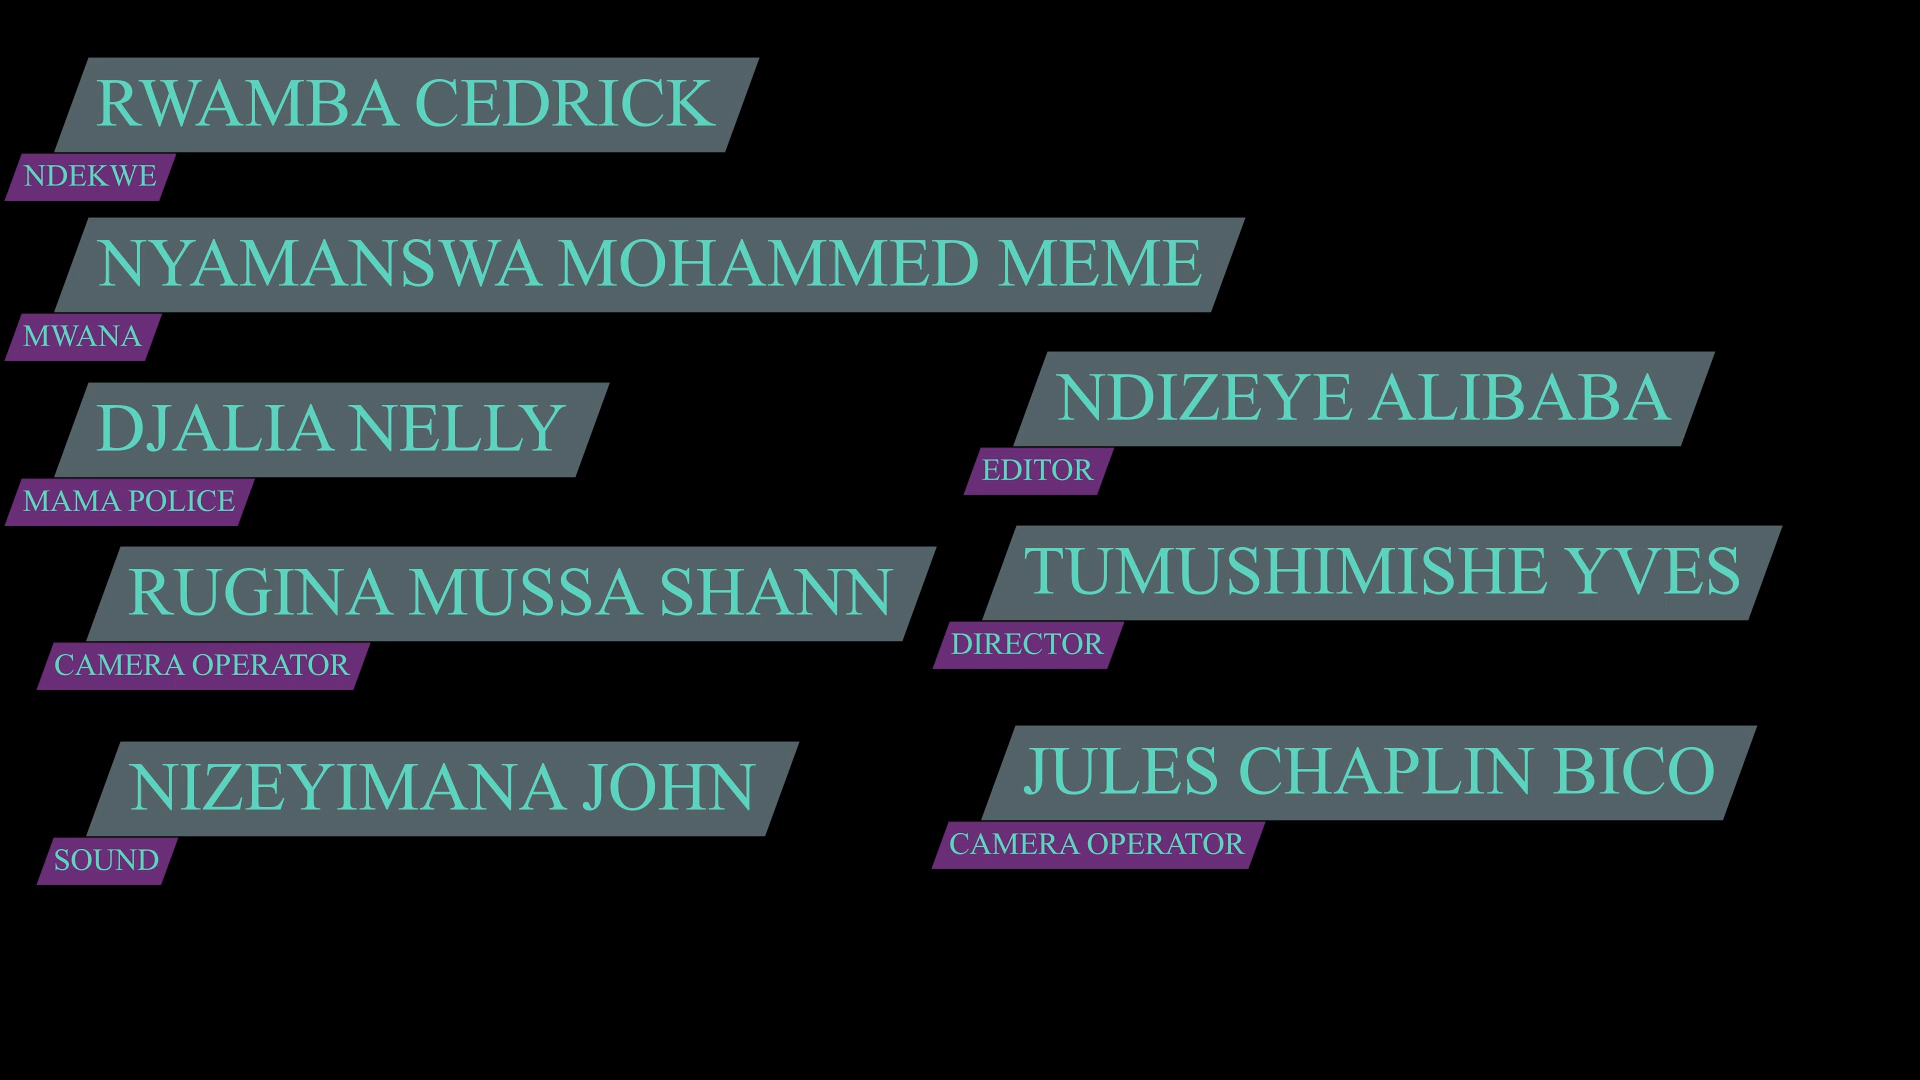 RWAMBA CEDRICK
NDEKWE
NYAMANSWA MOHAMMED MEME
MWANA
DJALIA NELLY
MAMA POLICE
RUGINA MUSSA SHANN
CAMERA OPERATOR
NIZEYIMANA JOHN
SOUND
NDIZEYE ALIBABA
EDITOR
TUMUSHIMISHE YVES
DIRECTOR
JULES CHAPLIN BICO
CAMERA OPERATOR